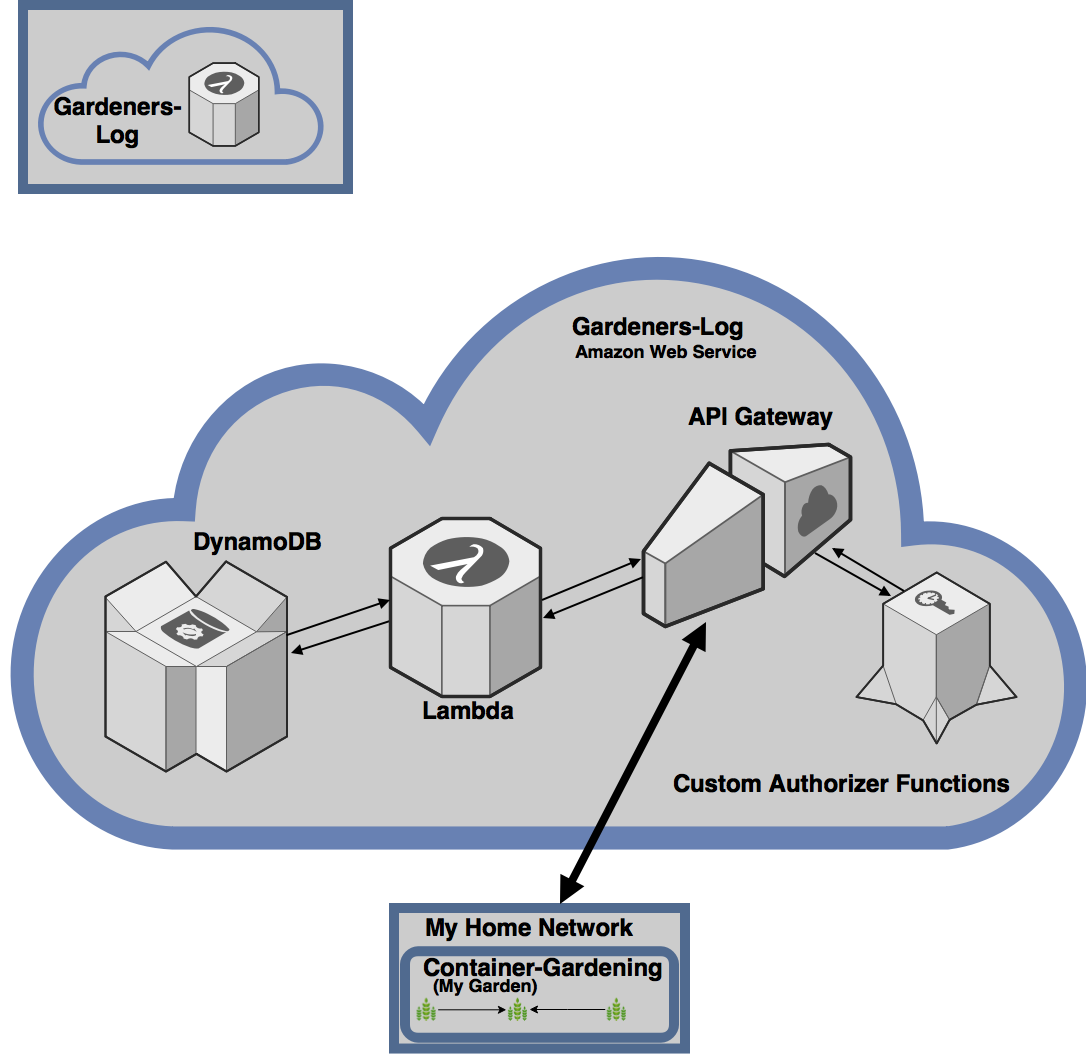 Gardeners-
Log
Gardeners-Log
Amazon Web Service
API Gateway
DynamoDB
Lambda
Custom Authorizer Functions
My Home Network
Container-Gardening
(My Garden)